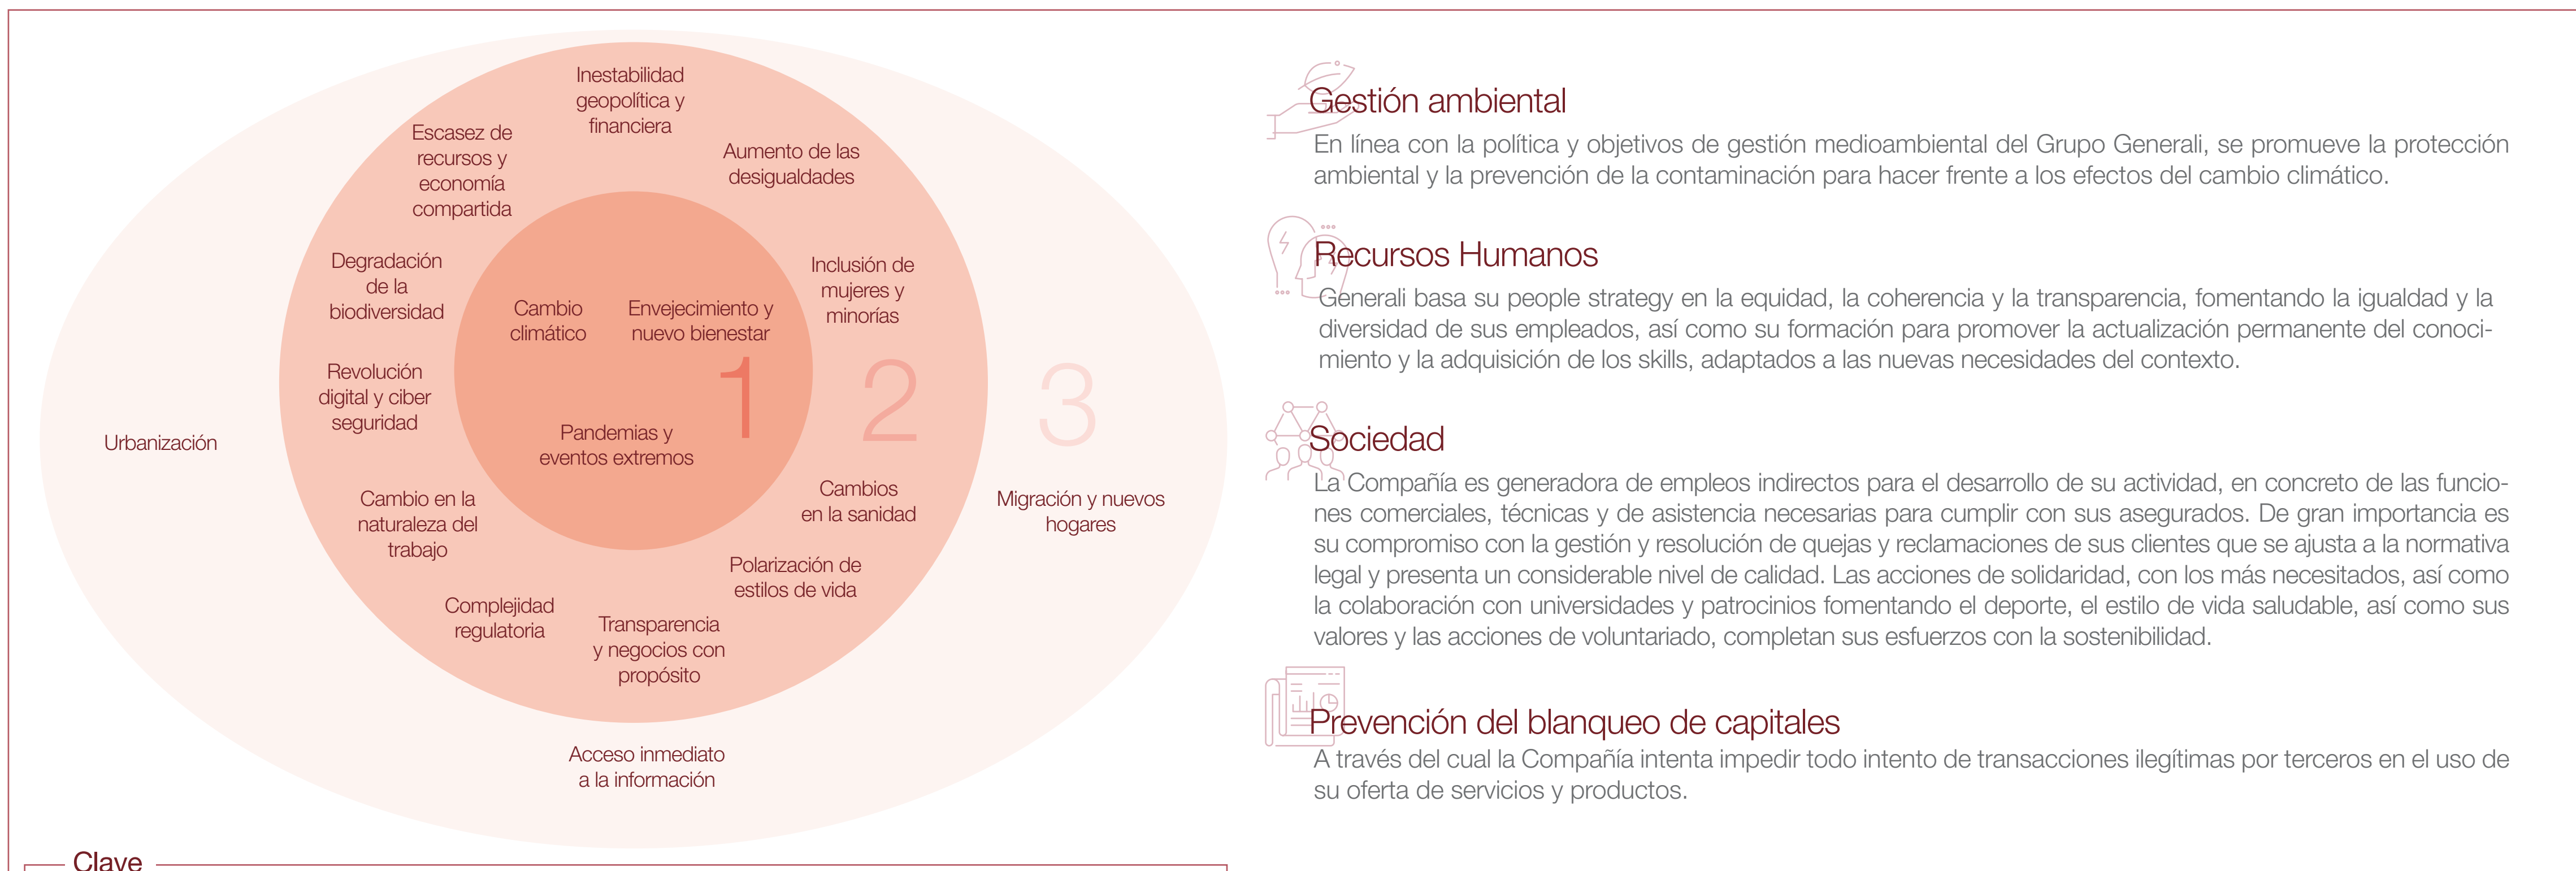 Inestabilidad
geopolítica y
financiera
Escasez de
recursos y
economía
compartida
Aumento de las
desigualdades
Degradación
de la
biodiversidad
Inclusión de
mujeres y
minorías
Cambio
climático
Envejecimiento y
nuevo bienestar
Revolución
digital y ciber
seguridad
1
2
3
Urbanización
Pandemias y
eventos extremos
Cambio en la
naturaleza del
trabajo
Cambios
en la sanidad
Migración y nuevos
hogares
Polarización de
estilos de vida
Complejidad
regulatoria
Transparencia
y negocios con
propósito
Acceso inmediato
a la información
Clave
Gestión ambiental
En línea con la política y objetivos de gestión medioambiental del Grupo Generali, se promueve la protección
ambiental y la prevención de la contaminación para hacer frente a los efectos del cambio climático.
Recursos Humanos
Generali basa su people strategy en la equidad, la coherencia y la transparencia, fomentando la igualdad y la
diversidad de sus empleados, así como su formación para promover la actualización permanente del conoci-
miento y la adquisición de los skills, adaptados a las nuevas necesidades del contexto.
Sociedad
La Compañía es generadora de empleos indirectos para el desarrollo de su actividad, en concreto de las funcio-
nes comerciales, técnicas y de asistencia necesarias para cumplir con sus asegurados. De gran importancia es
su compromiso con la gestión y resolución de quejas y reclamaciones de sus clientes que se ajusta a la normativa
legal y presenta un considerable nivel de calidad. Las acciones de solidaridad, con los más necesitados, así como
la colaboración con universidades y patrocinios fomentando el deporte, el estilo de vida saludable, así como sus
valores y las acciones de voluntariado, completan sus esfuerzos con la sostenibilidad.
Prevención del blanqueo de capitales
A través del cual la Compañía intenta impedir todo intento de transacciones ilegítimas por terceros en el uso de
su oferta de servicios y productos.